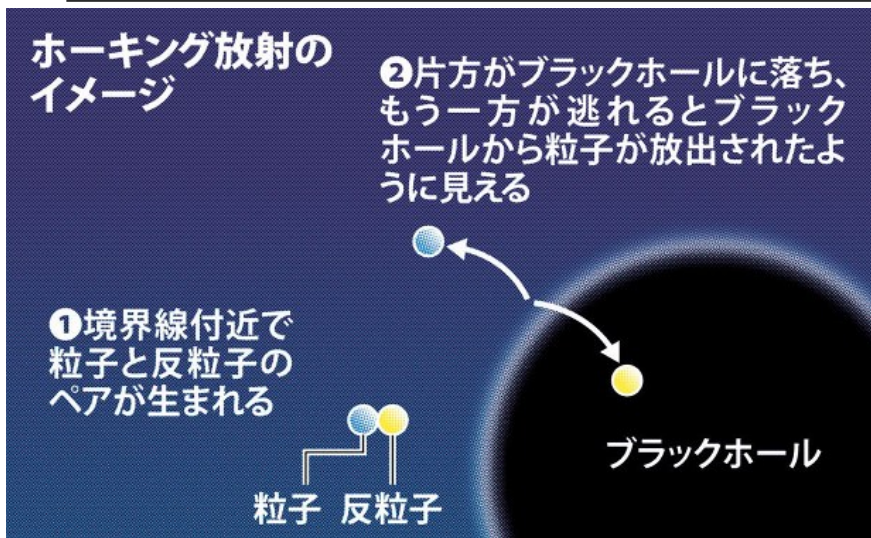 ホーキング放射の
イメージ
❷片方がブラックホールに落ち、
もう一方が逃れるとブラック
ホールから粒子が放出されたよ
うに見える
❶境界線付近で
粒子と反粒子の
ペアが生まれる
粒子 反粒子
ブラックホール